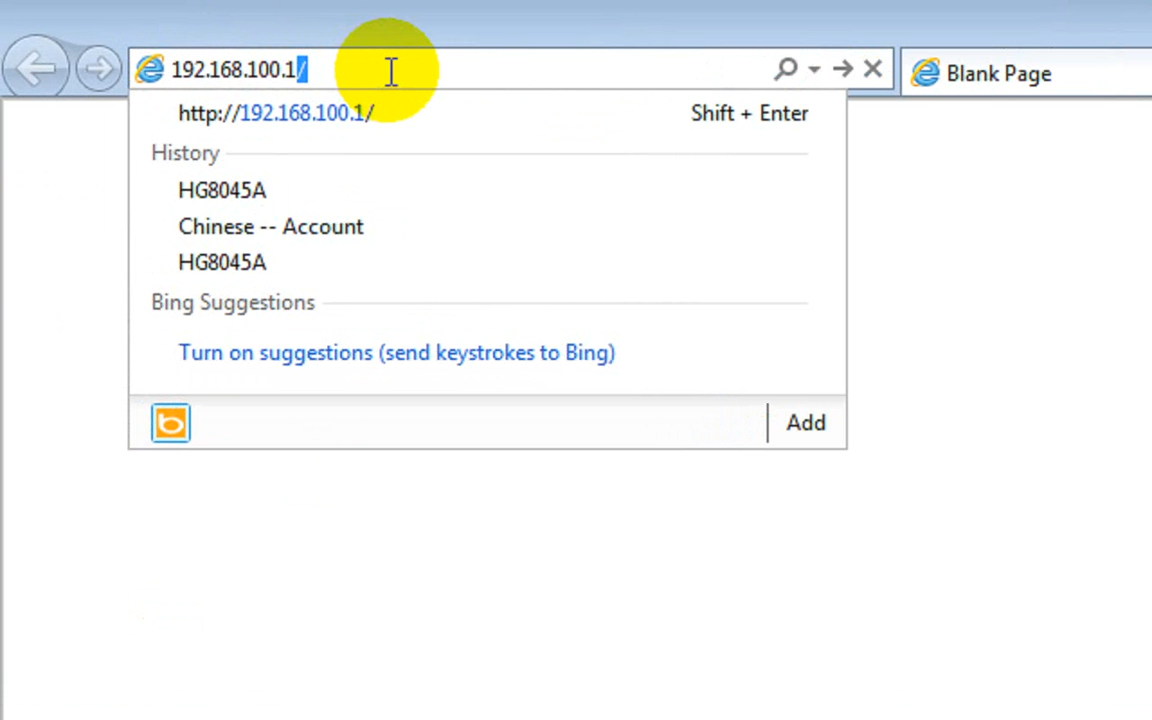 192.168.100.1/
Blank Page
http://192.168.100.1/ Shift + Enter
History
HG8045A
Chinese -- Account
HG8045A
Bing Suggestions
Turn on suggestions (send keystrokes to Bing)
b
Add